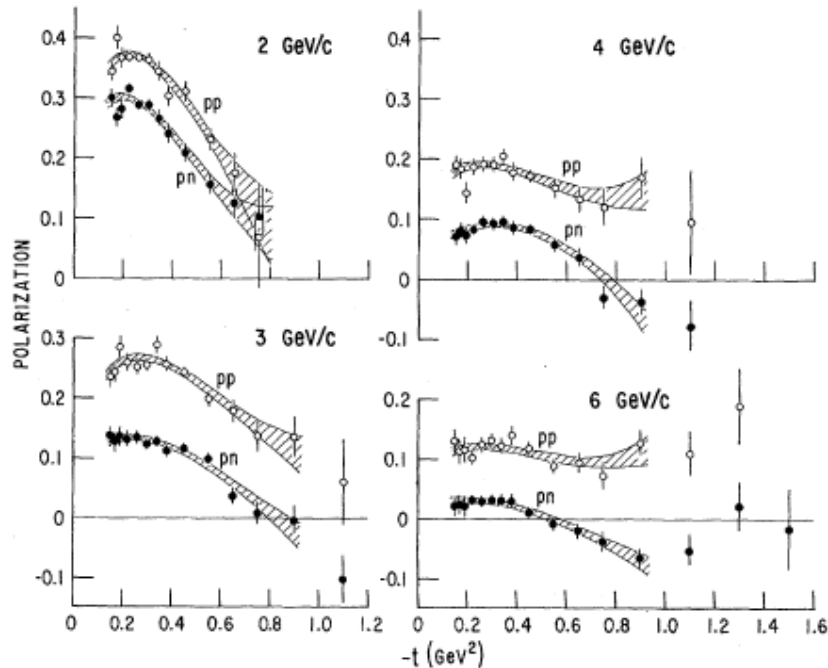 2 GeV/c
0.4
0.3
0.2
0.1
0
pp
pn
4 GeV/c
0.4
0.3
0.2
0.1
0
-0.1
pp
pn
POLARIZATION
3 GeV/c
0.3
0.2
0.1
0
-0.1
pp
pn
0 0.2 0.4 0.6 0.8 1.0 1.2
6 GeV/c
0.2
0.1
0
-0.1
pp
pn
0 0.2 0.4 0.6 0.8 1.0 1.2 1.4 1.6
-t (GeV²)